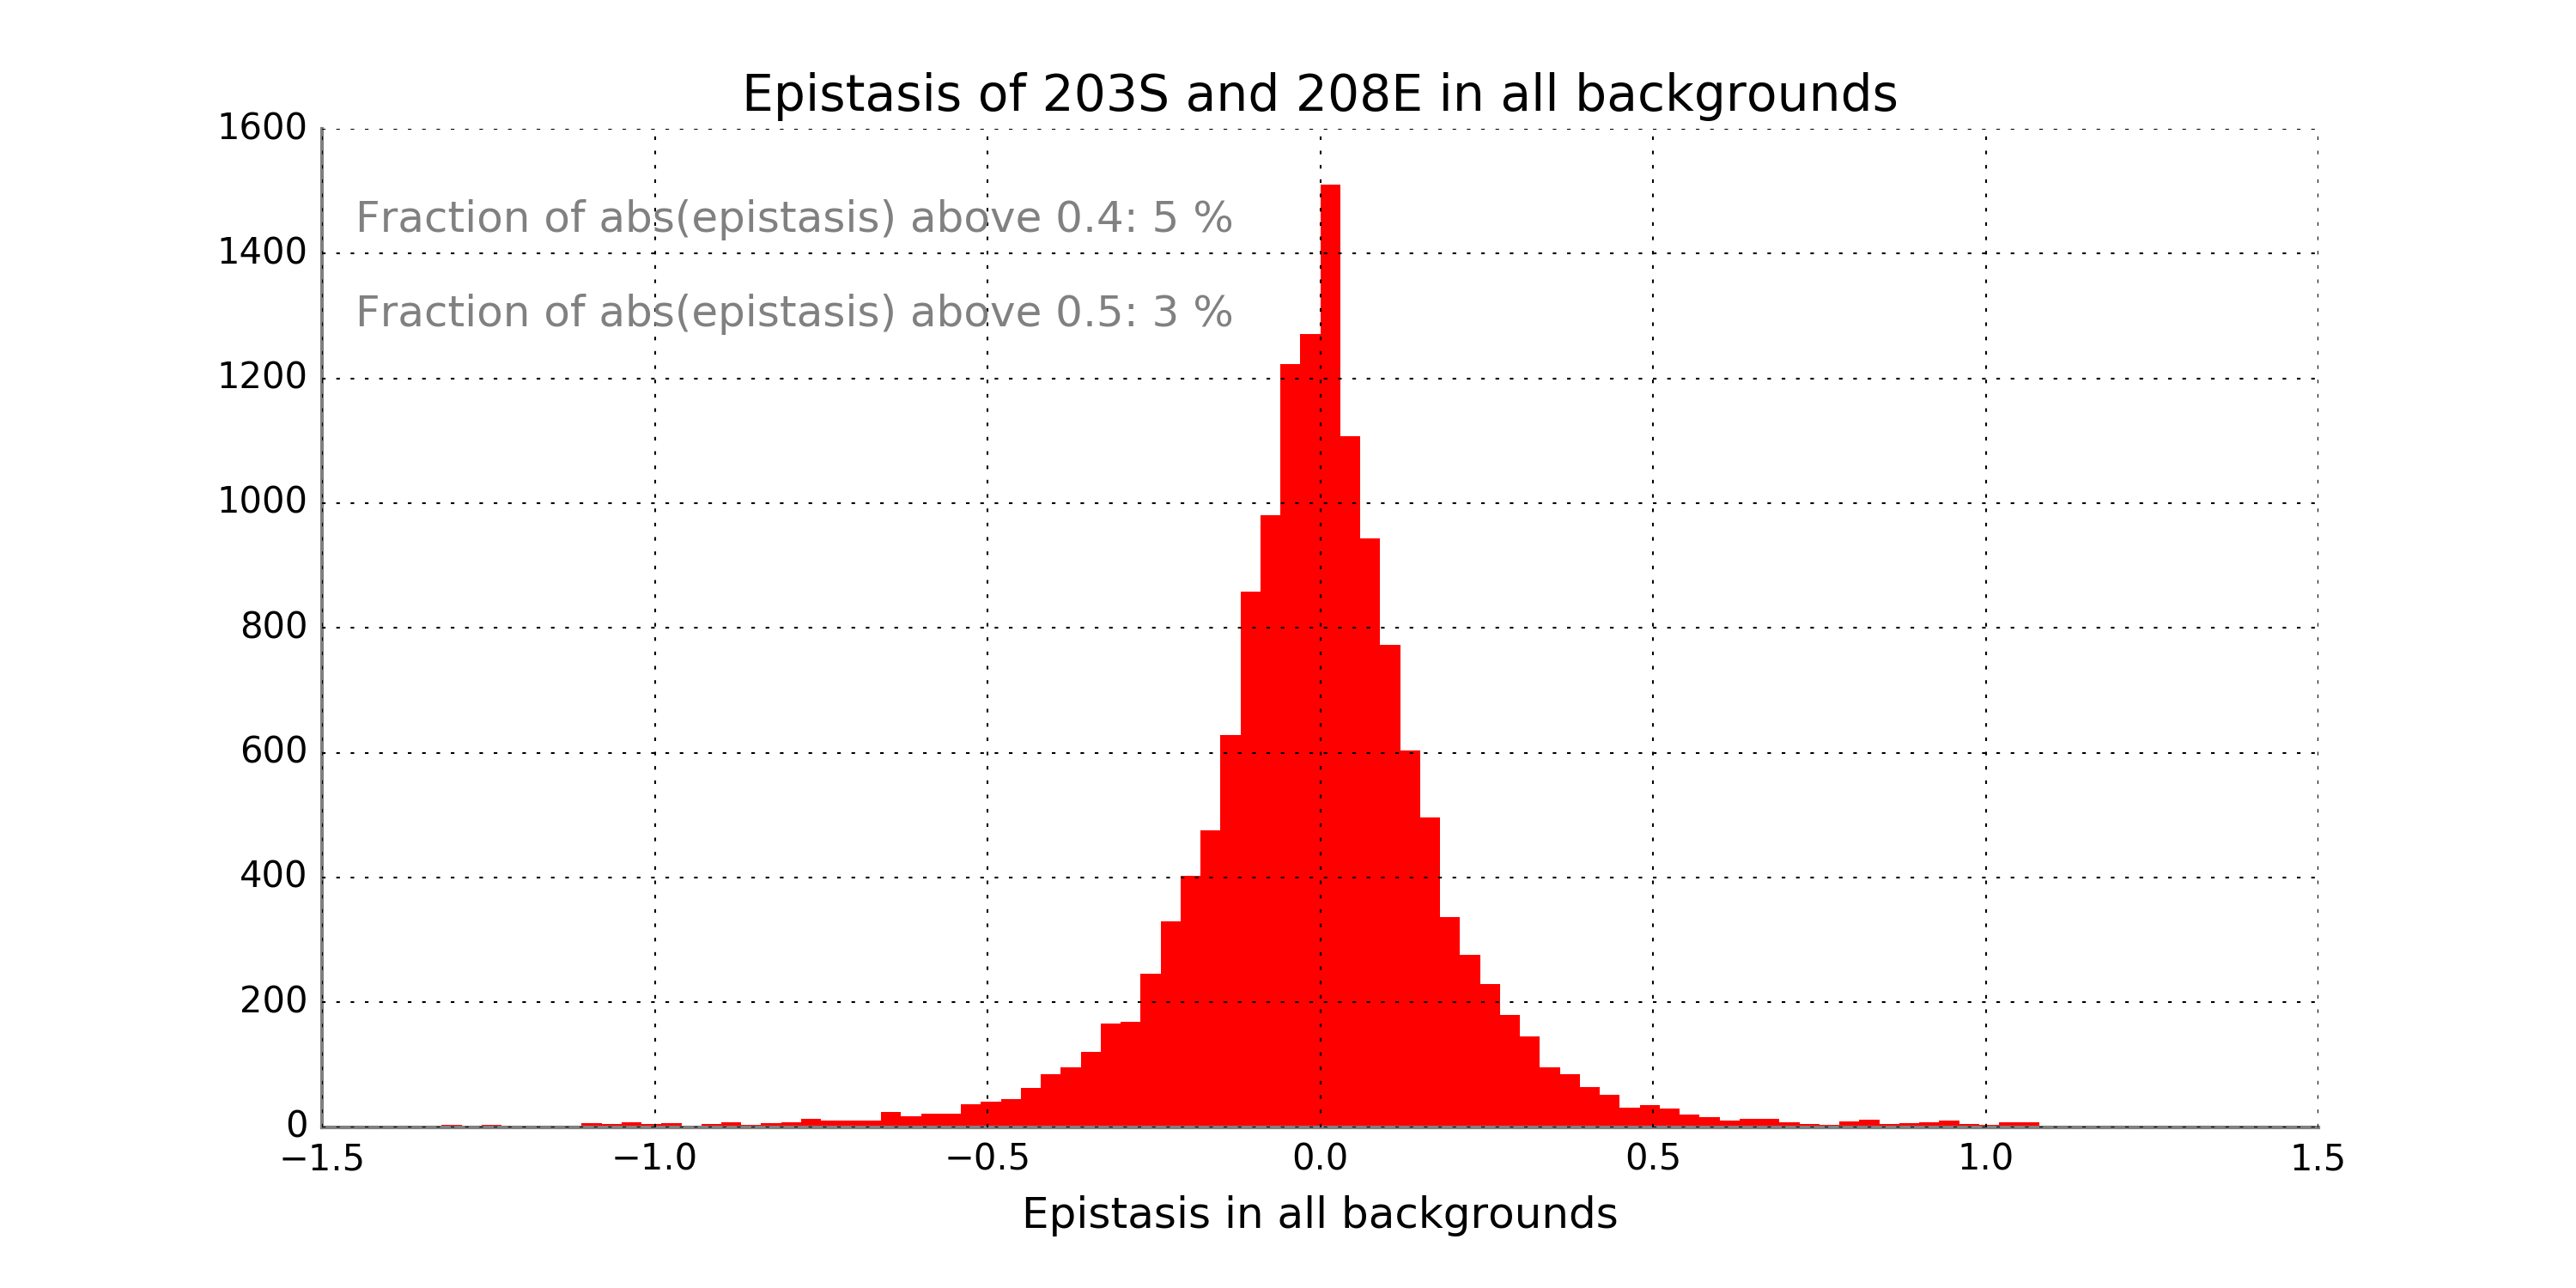 Epistasis of 203S and 208E in all backgrounds
1600
Fraction of abs(epistasis) above 0.4: 5 %
1400
Fraction of abs(epistasis) above 0.5: 3 %
1200
1000
800
600
400
200
0
−1.5 −1.0 −0.5 0.0 0.5 1.0 1.5
Epistasis in all backgrounds